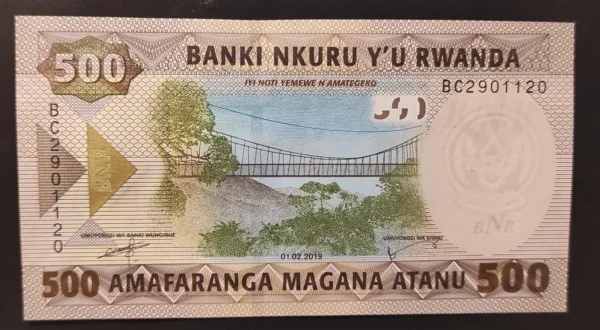 500
BANKI NKURU Y'U RWANDA
IYI NOTI YEMEWE N'AMATEGEKO
BC2901120
BC2901120
BNR
BNR
UMUYOBOZI WA BANKI WUNGIRIJE
UMUYOBOZI WA BANKI
01.02.2019
500 AMAFARANGA MAGANA ATANU 500